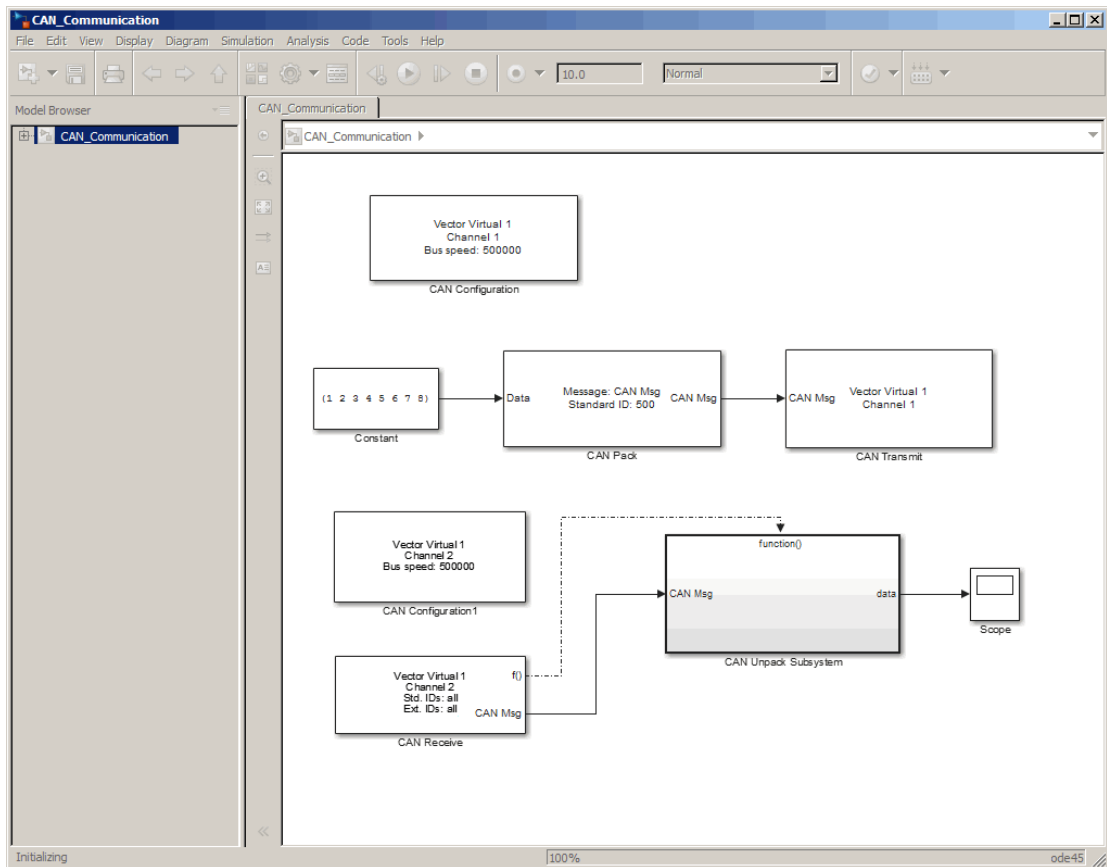 CAN_Communication
File Edit View Display Diagram Simulation Analysis Code Tools Help
10.0 Normal
Model Browser
CAN_Communication
CAN_Communication
CAN_Communication
Vector Virtual 1
Channel 1
Bus speed: 500000
CAN Configuration
(1 2 3 4 5 6 7 8)
Constant
Data
Message: CAN Msg
Standard ID: 500
CAN Msg
CAN Pack
CAN Msg
Vector Virtual 1
Channel 1
CAN Transmit
Vector Virtual 1
Channel 2
Bus speed: 500000
CAN Configuration1
function()
CAN Msg data
CAN Unpack Subsystem
Scope
Vector Virtual 1
Channel 2
Std. IDs: all
Ext. IDs: all
f()
CAN Msg
CAN Receive
Initializing 100% ode45